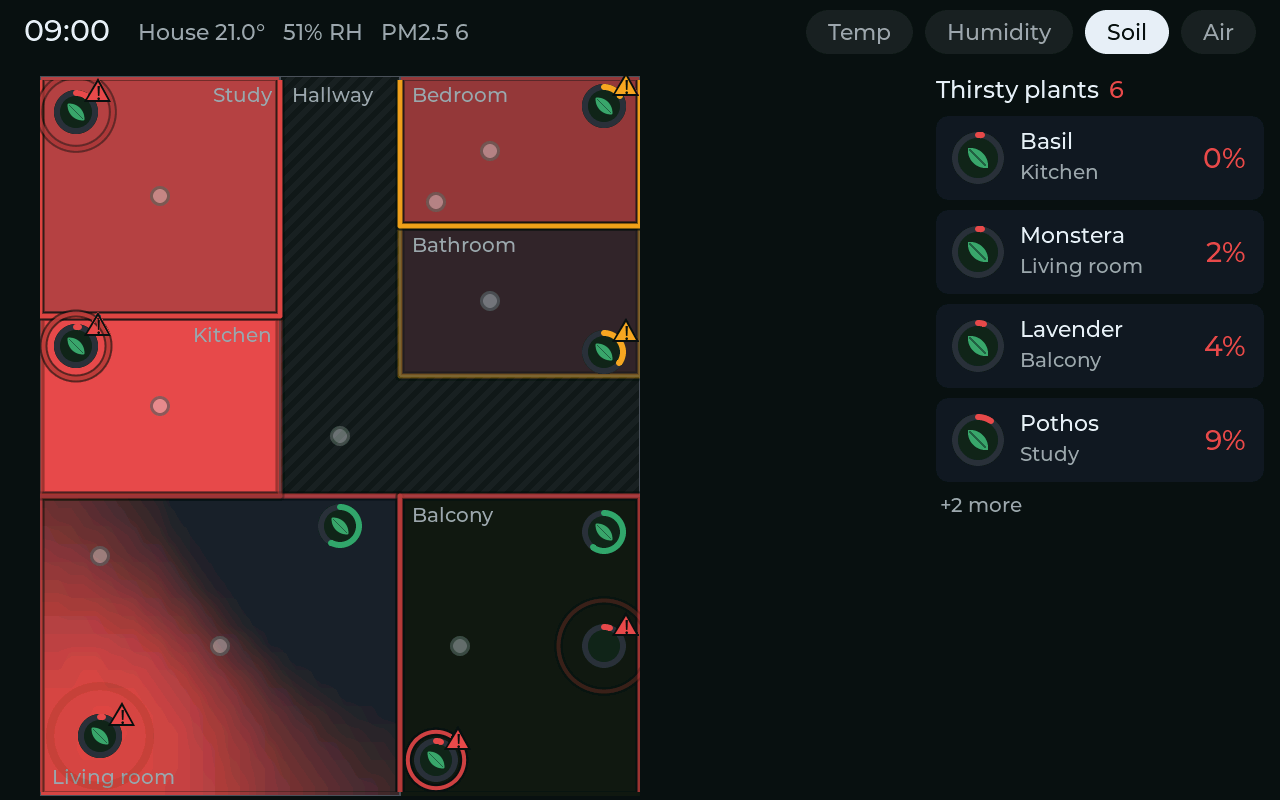 09:00 House 21.0° 51% RH PM2.5 6
Temp Humidity Soil Air
Study
Hallway
Bedroom
Bathroom
Kitchen
Balcony
Living room
Thirsty plants 6
Basil
Kitchen
0%
Monstera
Living room
2%
Lavender
Balcony
4%
Pothos
Study
9%
+2 more